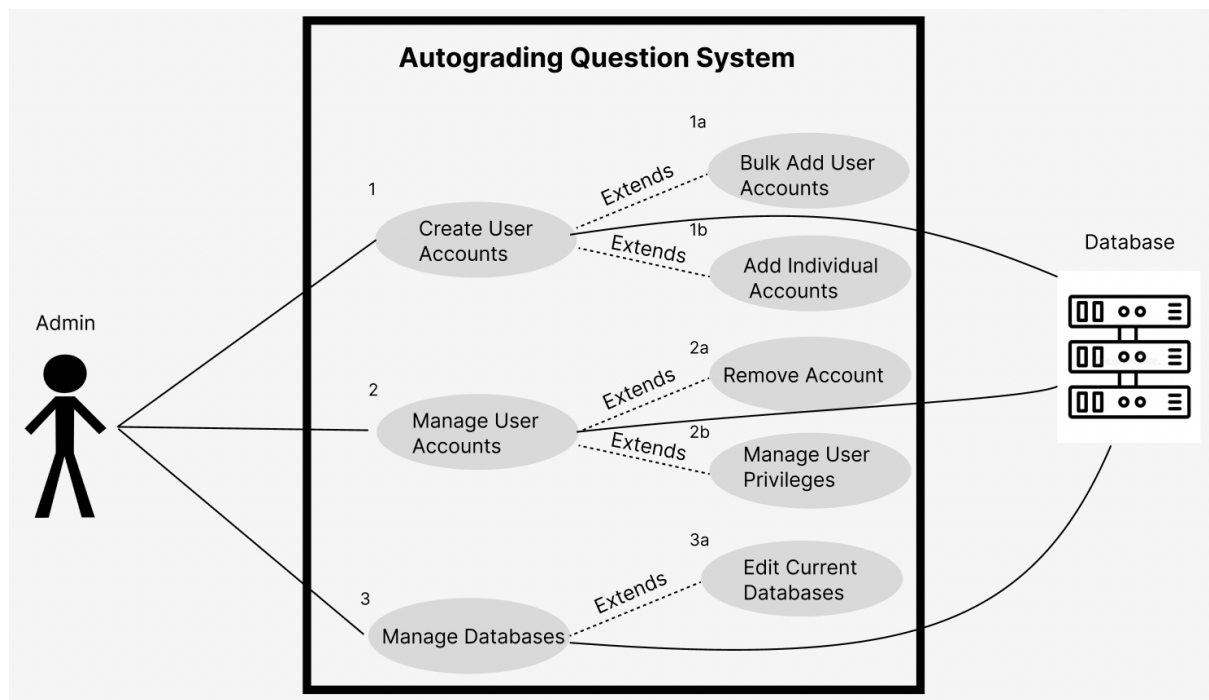 Autograding Question System
1a
Extends
Bulk Add User
Accounts
1
Create User
Accounts
1b
Extends
Add Individual
Accounts
Database
Admin
2a
Extends
Remove Account
2
Manage User
Accounts
2b
Extends
Manage User
Privileges
3a
Extends
Edit Current
Databases
3
Manage Databases